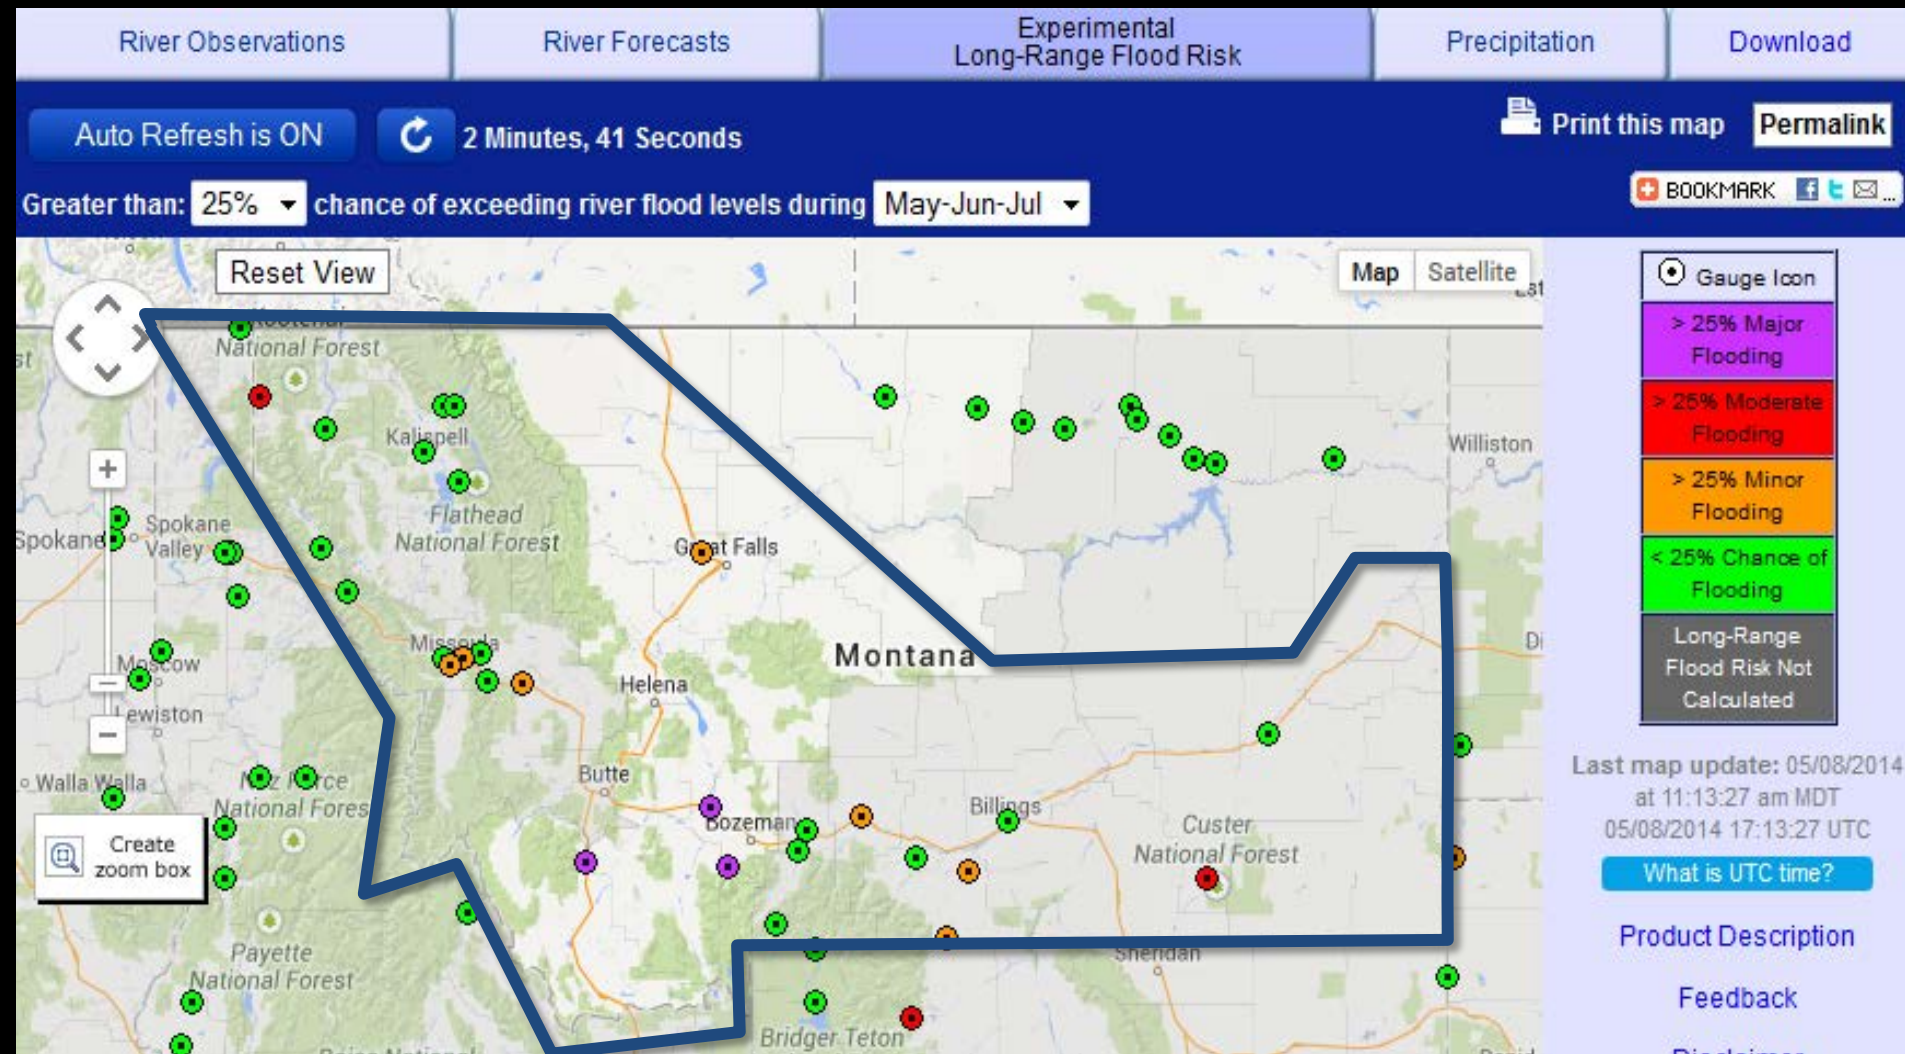 River Observations
River Forecasts
Experimental
Long-Range Flood Risk
Precipitation
Download
Auto Refresh is ON
2 Minutes, 41 Seconds
Print this map
Permalink
Greater than: 25% chance of exceeding river flood levels during May-Jun-Jul
BOOKMARK
Reset View
Map
Satellite
National Forest
Kalispell
Flathead
National Forest
Spokane
Spokane
Valley
Great Falls
Williston
Missoula
Montana
Moscow
Helena
Lewiston
Walla Walla
Nez Perce
National Fores
Butte
Bozeman
Billings
Custer
National Forest
Create
zoom box
Payette
National Forest
Sheridan
Bridger Teton
Gauge Icon
> 25% Major
Flooding
> 25% Moderate
Flooding
> 25% Minor
Flooding
< 25% Chance of
Flooding
Long-Range
Flood Risk Not
Calculated
Last map update: 05/08/2014
at 11:13:27 am MDT
05/08/2014 17:13:27 UTC
What is UTC time?
Product Description
Feedback
Disclaimer